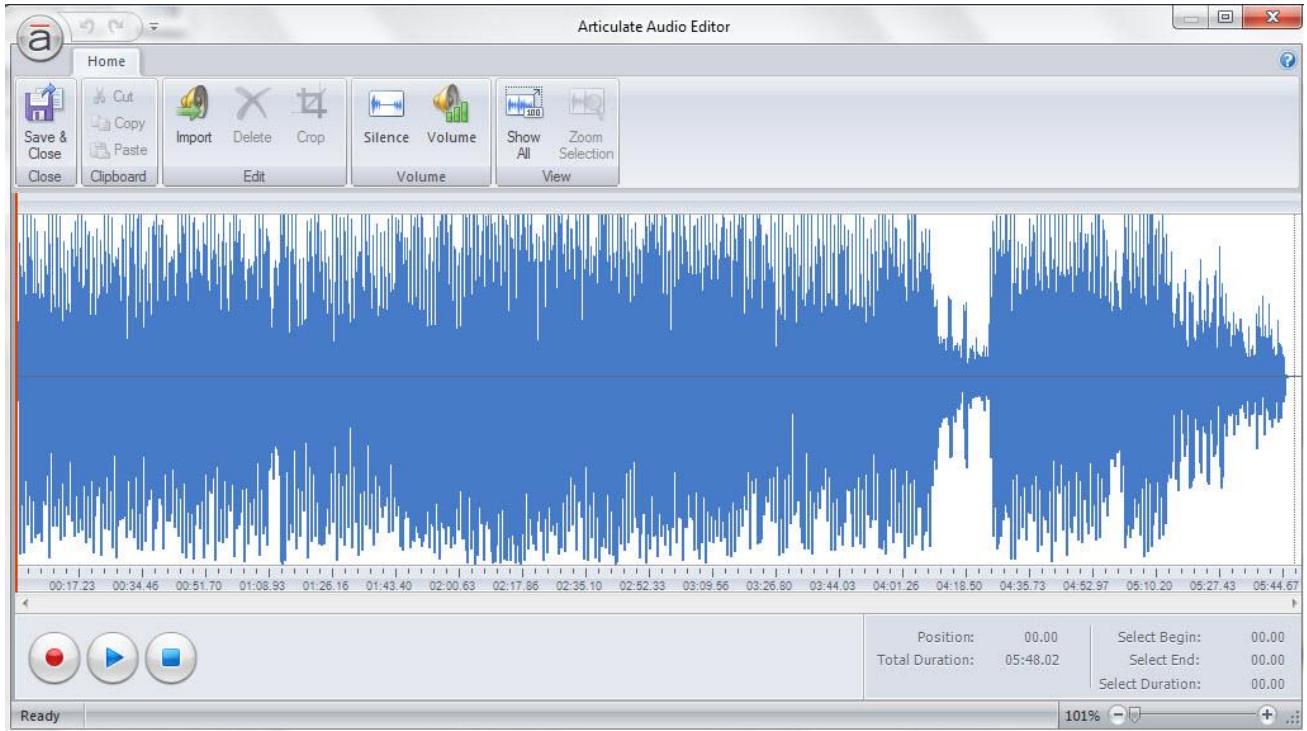 Articulate Audio Editor
ā
Home
Save & Close
Cut
Copy
Paste
Import
Delete
Crop
Silence
Volume
100
Show All
Zoom Selection
Close
Clipboard
Edit
Volume
View
00:17.23 00:34.46 00:51.70 01:08.93 01:26.16 01:43.40 02:00.63 02:17.86 02:35.10 02:52.33 03:09.56 03:26.80 03:44.03 04:01.26 04:18.50 04:35.73 04:52.97 05:10.20 05:27.43 05:44.67
Position: 00.00
Total Duration: 05:48.02
Select Begin: 00.00
Select End: 00.00
Select Duration: 00.00
Ready
101%